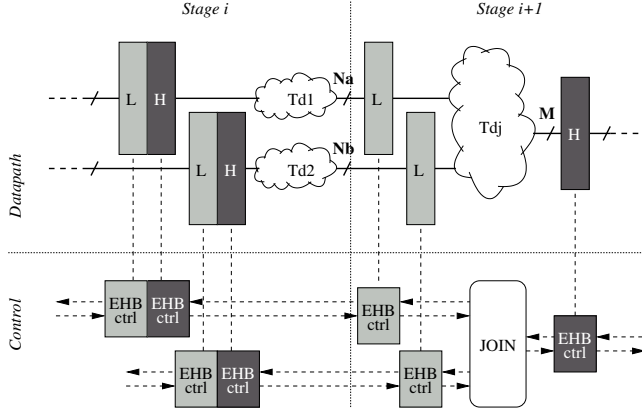 Stage i
Stage i+1
Datapath
L H
Td1
Na
L
Tdj
M
H
L H
Td2
Nb
L
Control
EHB ctrl
EHB ctrl
EHB ctrl
JOIN
EHB ctrl
EHB ctrl
EHB ctrl
EHB ctrl